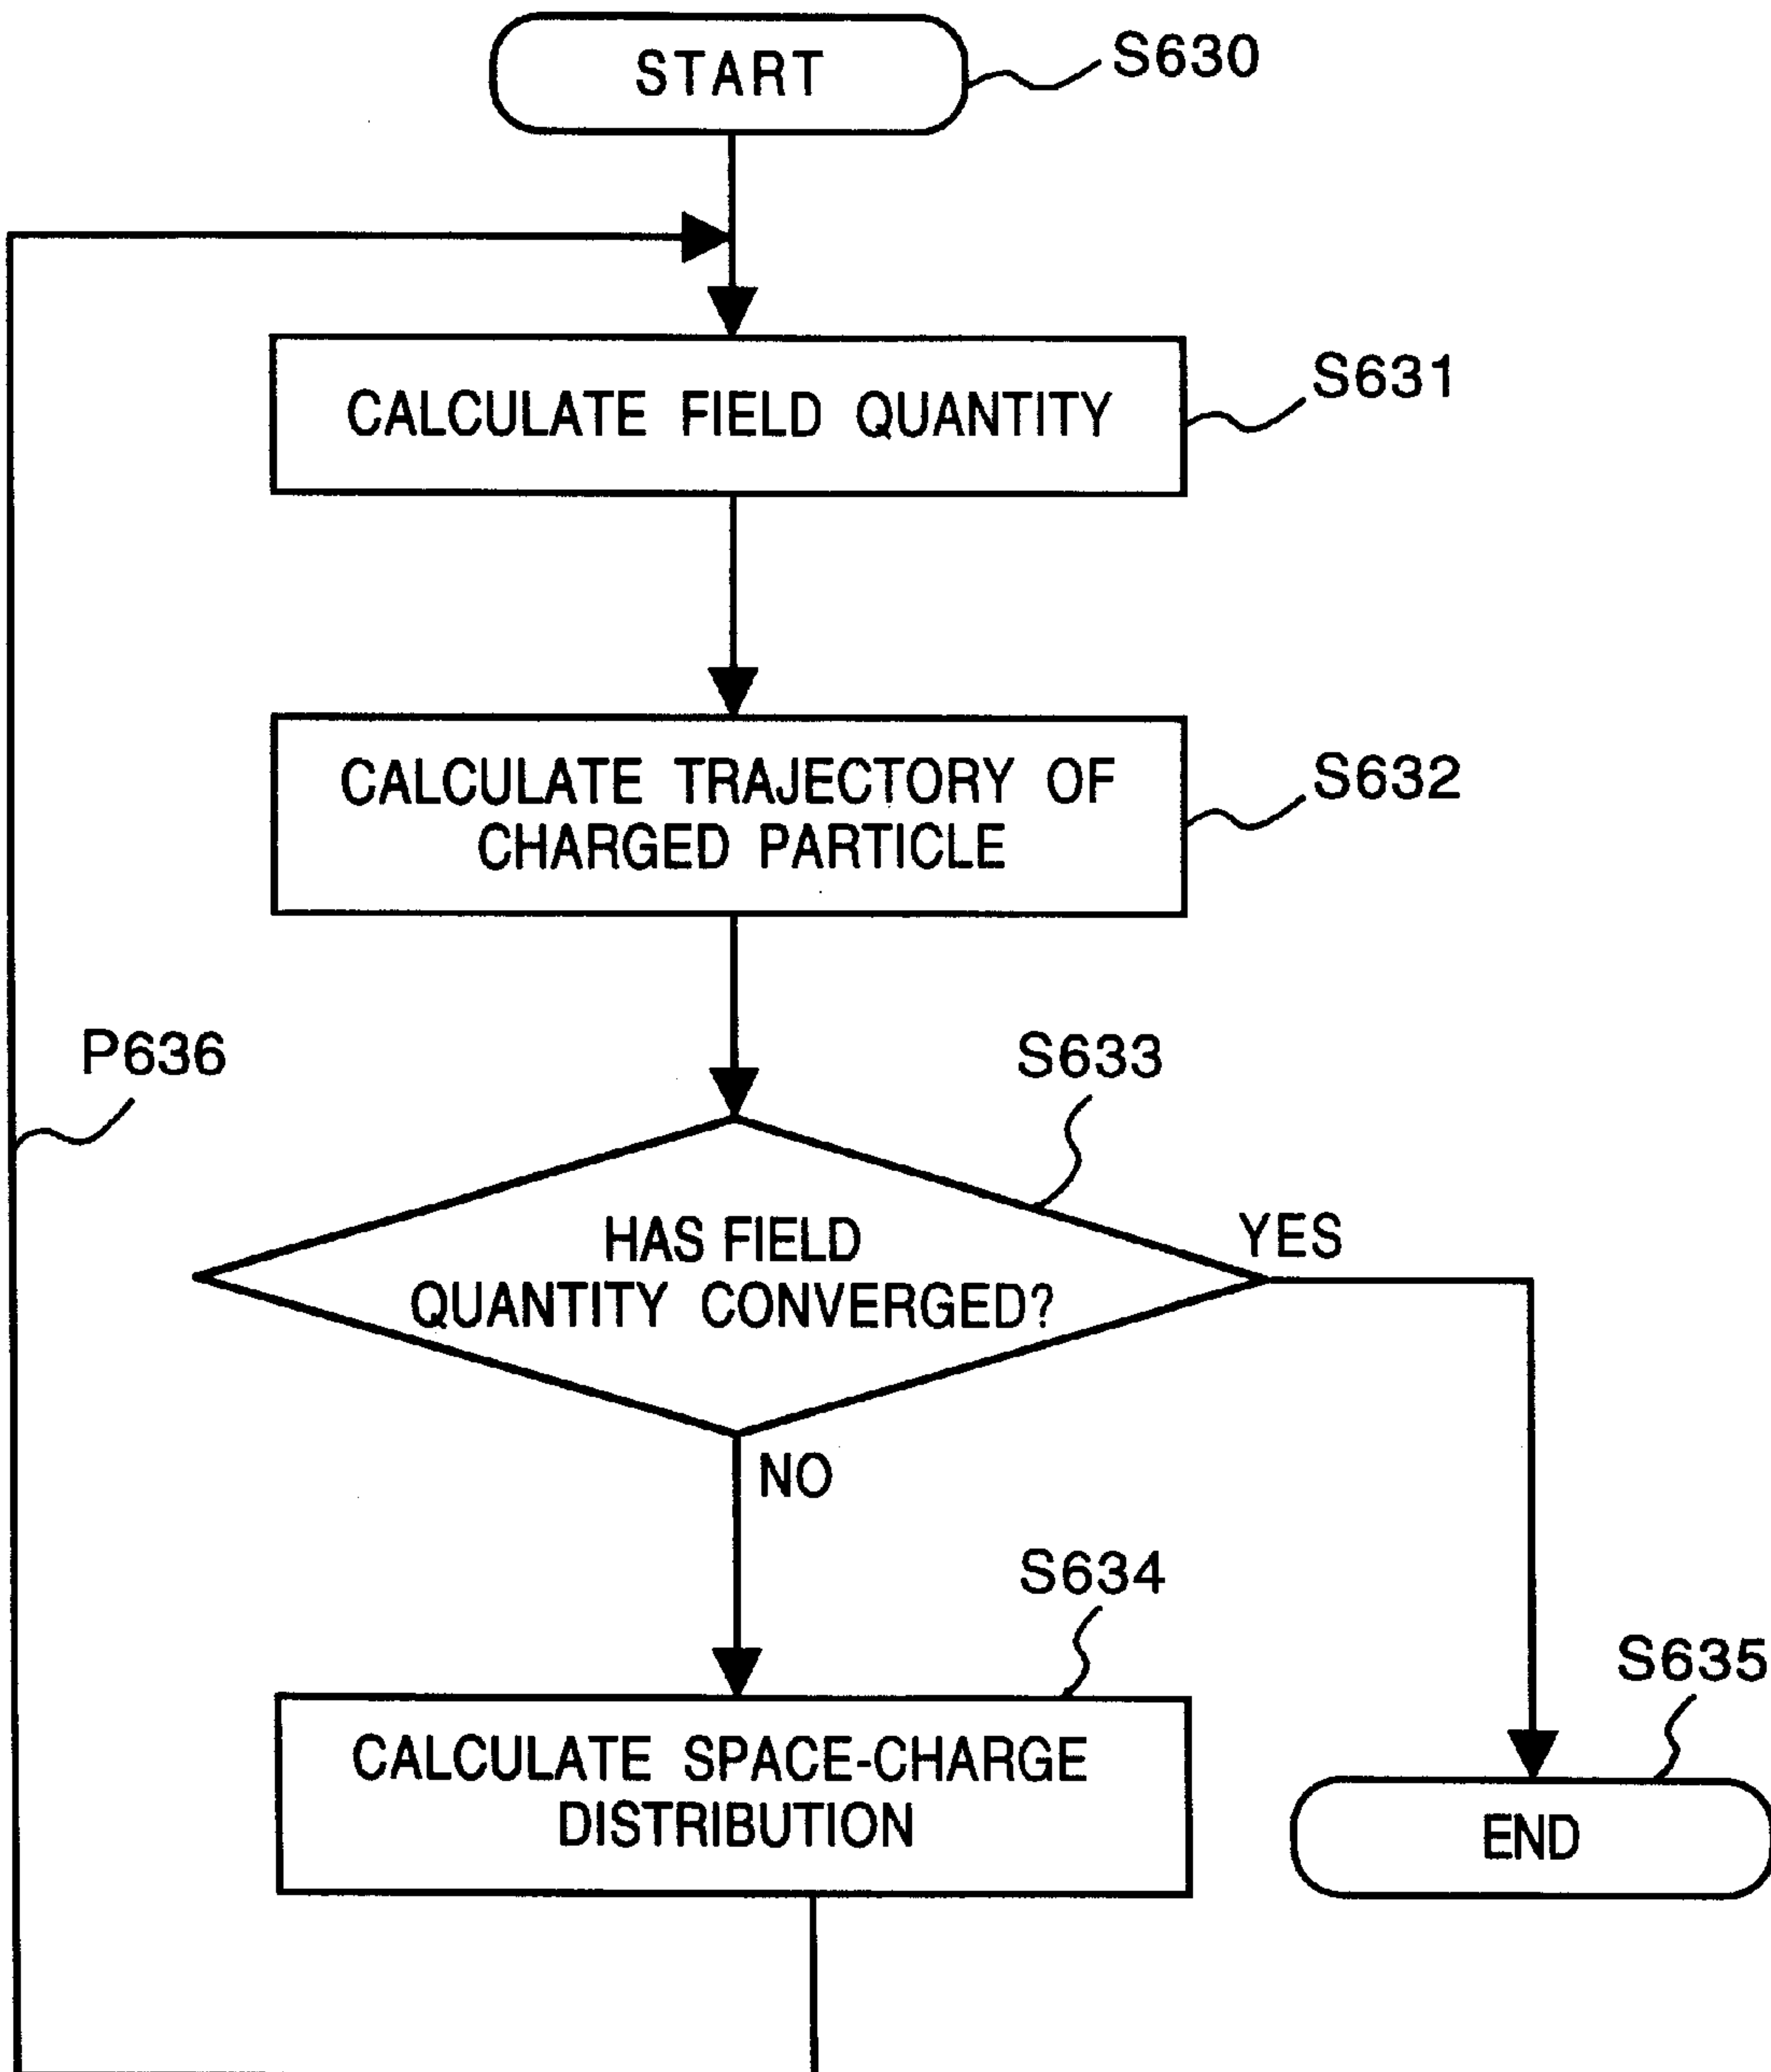 START
S630
CALCULATE FIELD QUANTITY
S631
CALCULATE TRAJECTORY OF
CHARGED PARTICLE
S632
P636
S633
HAS FIELD
QUANTITY CONVERGED?
YES
NO
S634
CALCULATE SPACE-CHARGE
DISTRIBUTION
S635
END